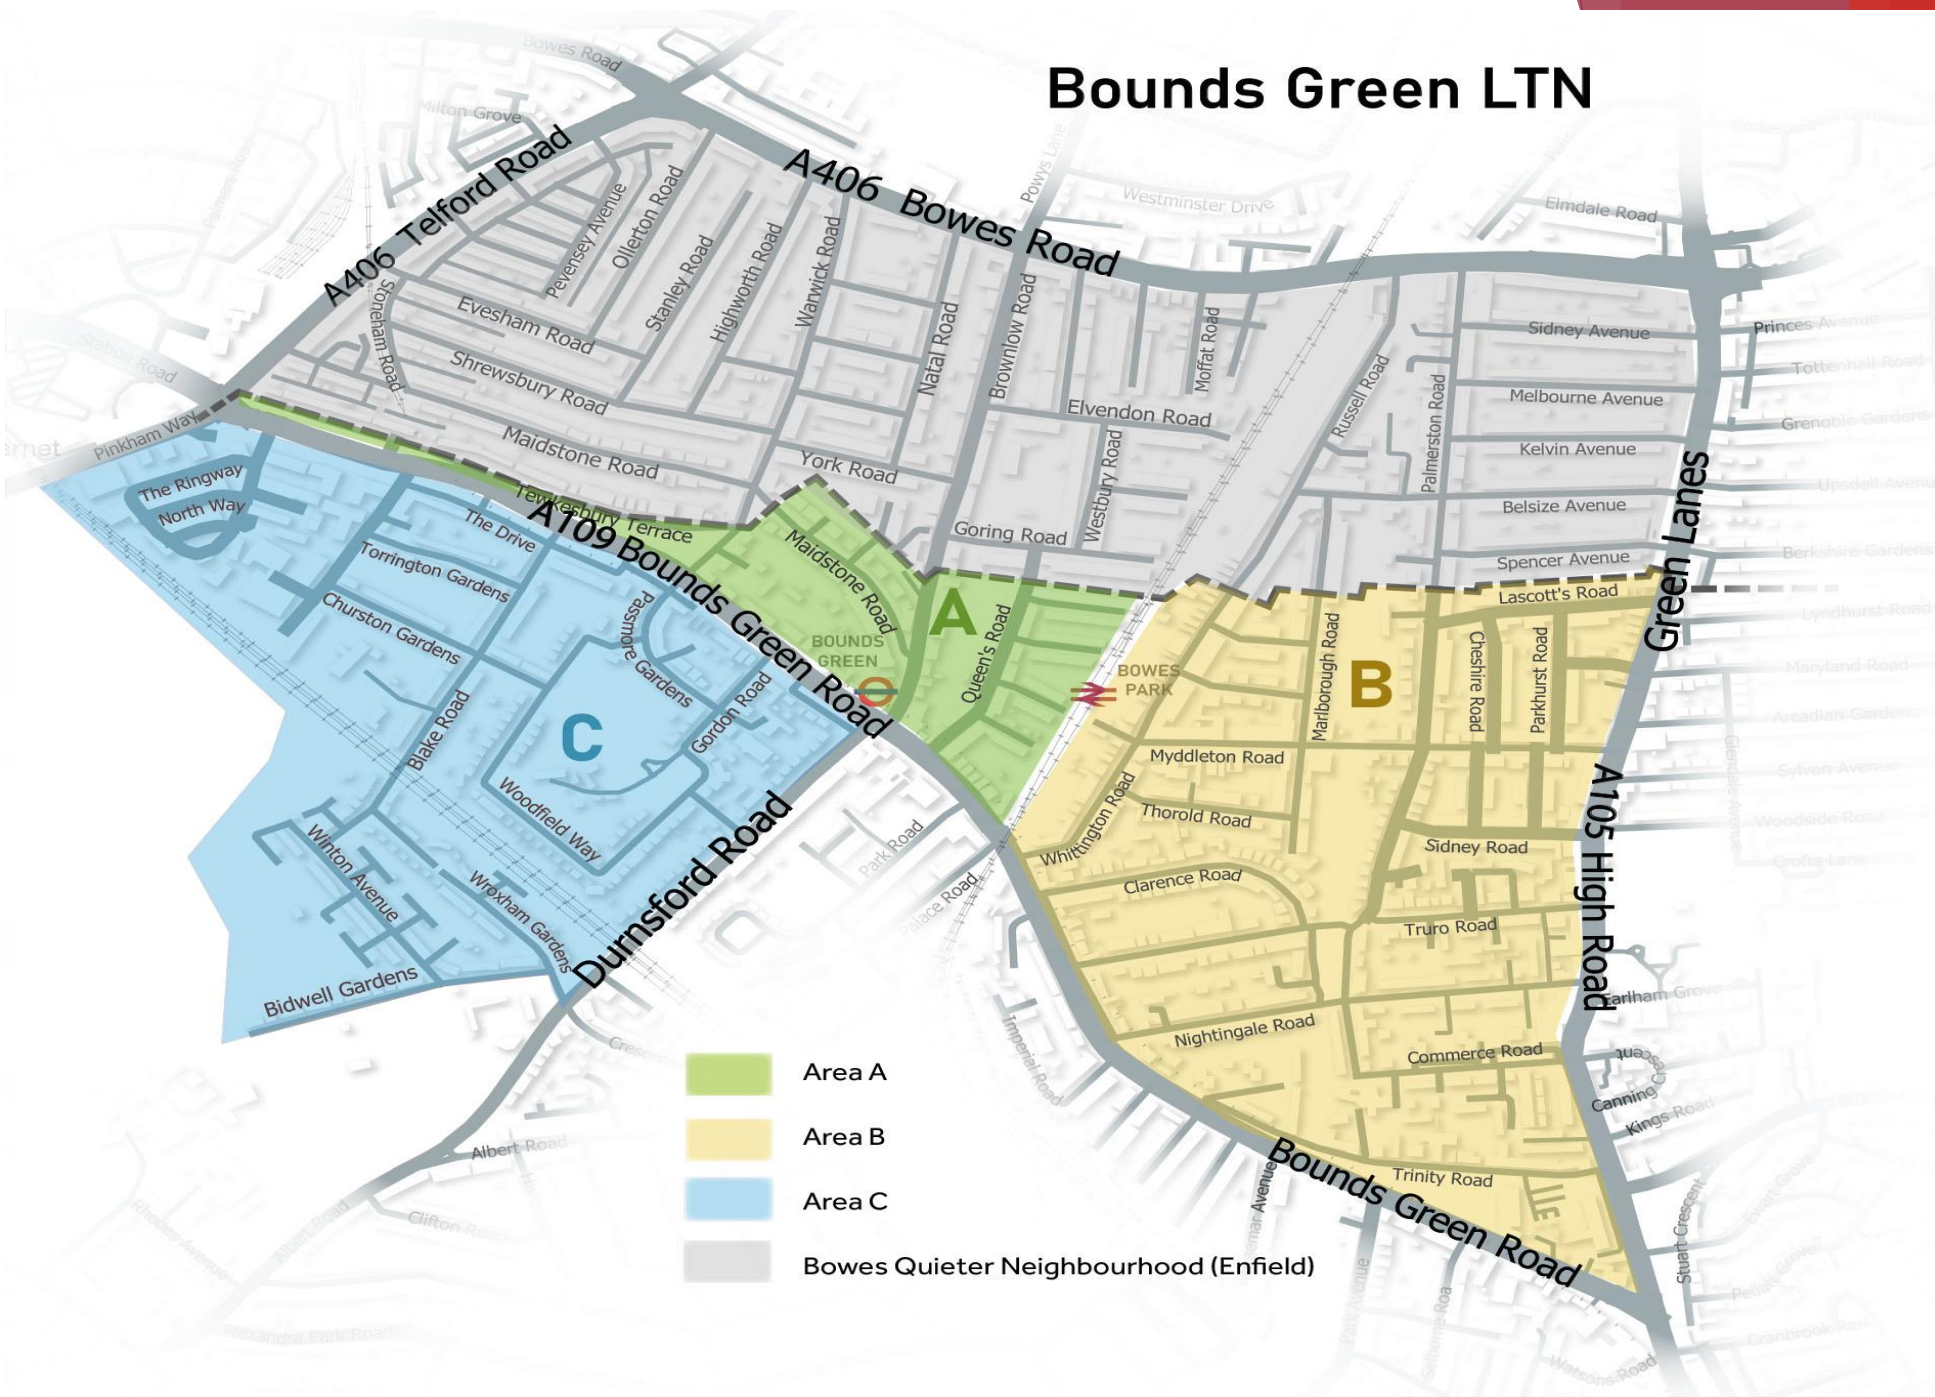 Bounds Green LTN
Bowes Road
Milton Grove
A406 Telford Road
A406 Bowes Road
Powys Lane
Westminster Drive
Elmdale Road
Pevensey Avenue
Ollerton Road
Stanley Road
Highworth Road
Warwick Road
Natal Road
Brownlow Road
Moffat Road
Russell Road
Palmerston Road
Sidney Avenue
Princes Avenue
Tottenhall Road
Stoneham Road
Evesham Road
Shrewsbury Road
Station Road
Melbourne Avenue
Elvendon Road
Grenoble Gardens
Pinkham Way
Maidstone Road
York Road
Westbury Road
Kelvin Avenue
Green Lanes
The Ringway
North Way
Belsize Avenue
Tewkesbury Terrace
A109 Bounds Green Road
The Drive
Goring Road
Spencer Avenue
Berkshire Gardens
Torrington Gardens
Maidstone Road
Lascott's Road
Lyndhurst Road
Churston Gardens
Passmore Gardens
A
Queen's Road
BOUNDS
GREEN
BOWES
PARK
Marlborough Road
B
Cheshire Road
Parkhurst Road
Maryland Road
Gordon Road
Blake Road
C
Arcadian Gardens
Glendale Avenue
Myddleton Road
Sylvan Avenue
Woodfield Way
Whittington Road
Thorold Road
A105 High Road
Woodside Road
Durnsford Road
Park Road
Sidney Road
Crofts Lane
Winton Avenue
Wroxham Gardens
Palace Road
Clarence Road
Truro Road
Bidwell Gardens
Earlham Grove
Imperial Road
Nightingale Road
Commerce Road
Canning Crescent
Kings Road
Albert Road
Bounds Green Road
Trinity Road
Stuart Crescent
Clifton Road
Rhodes Avenue
Albert Road
Park Avenue
Alexandra Park Road
Watsons Road
Area A
Area B
Area C
Bowes Quieter Neighbourhood (Enfield)